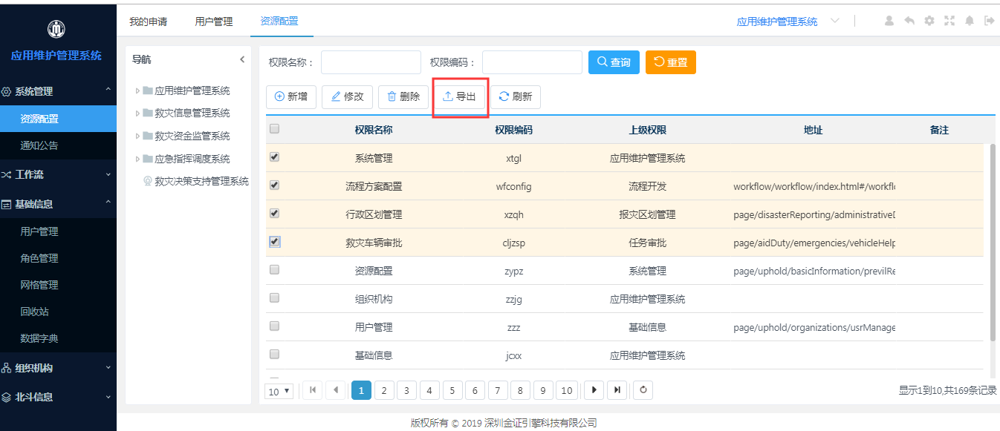 应用维护管理系统
系统管理
资源配置
通知公告
工作流
基础信息
用户管理
角色管理
网格管理
回收站
数据字典
组织机构
北斗信息
我的申请 用户管理 资源配置 应用维护管理系统
导航
应用维护管理系统
救灾信息管理系统
救灾资金监管系统
应急指挥调度系统
救灾决策支持管理系统
权限名称： 权限编码： 查询 重置
新增 修改 删除 导出 刷新
权限名称 权限编码 上级权限 地址 备注
系统管理 xtgl 应用维护管理系统
流程方案配置 wfconfig 流程开发 workflow/workflow/index.html#/workfl
行政区划管理 xzqh 报灾区划管理 page/disasterReporting/administrative
救灾车辆审批 cljzsp 任务审批 page/aidDuty/emergencies/vehicleHelp
资源配置 zypz 系统管理 page/uphold/basicInformation/previlRe
组织机构 zzjg 应用维护管理系统
用户管理 zzz 基础信息 page/uphold/organizations/usrManage
基础信息 jcxx 应用维护管理系统
10 1 2 3 4 5 6 7 8 9 10 显示1到10,共169条记录
版权所有 © 2019 深圳金证引擎科技有限公司